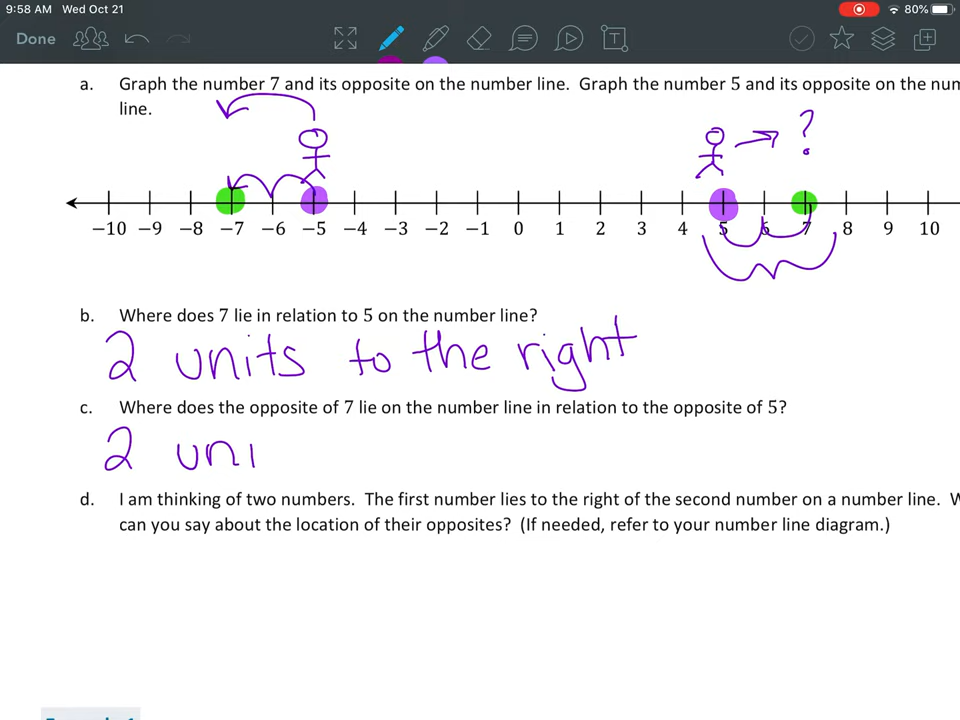 9:58 AM Wed Oct 21 80%
Done
a. Graph the number 7 and its opposite on the number line. Graph the number 5 and its opposite on the num
line.
?
−10 −9 −8 −7 −6 −5 −4 −3 −2 −1 0 1 2 3 4 5 6 7 8 9 10
b. Where does 7 lie in relation to 5 on the number line?
2 units to the right
c. Where does the opposite of 7 lie on the number line in relation to the opposite of 5?
2 uni
d. I am thinking of two numbers. The first number lies to the right of the second number on a number line. W
can you say about the location of their opposites? (If needed, refer to your number line diagram.)